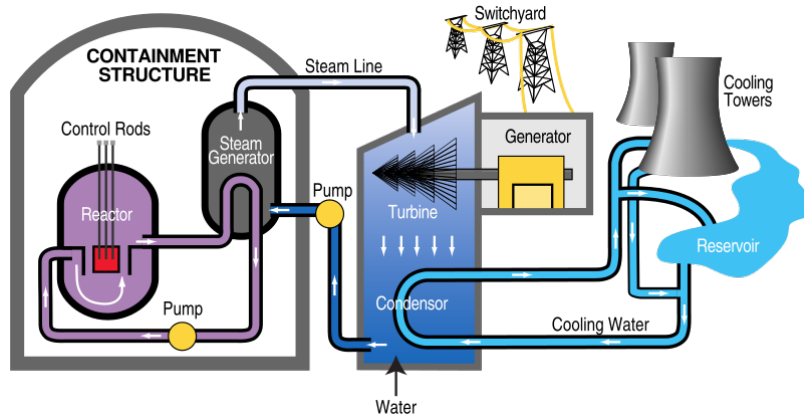 Switchyard
CONTAINMENT
STRUCTURE
Steam Line
Cooling
Towers
Control Rods
Steam
Generator
Generator
Pump
Reactor
Turbine
Reservoir
Pump
Condensor
Cooling Water
Water